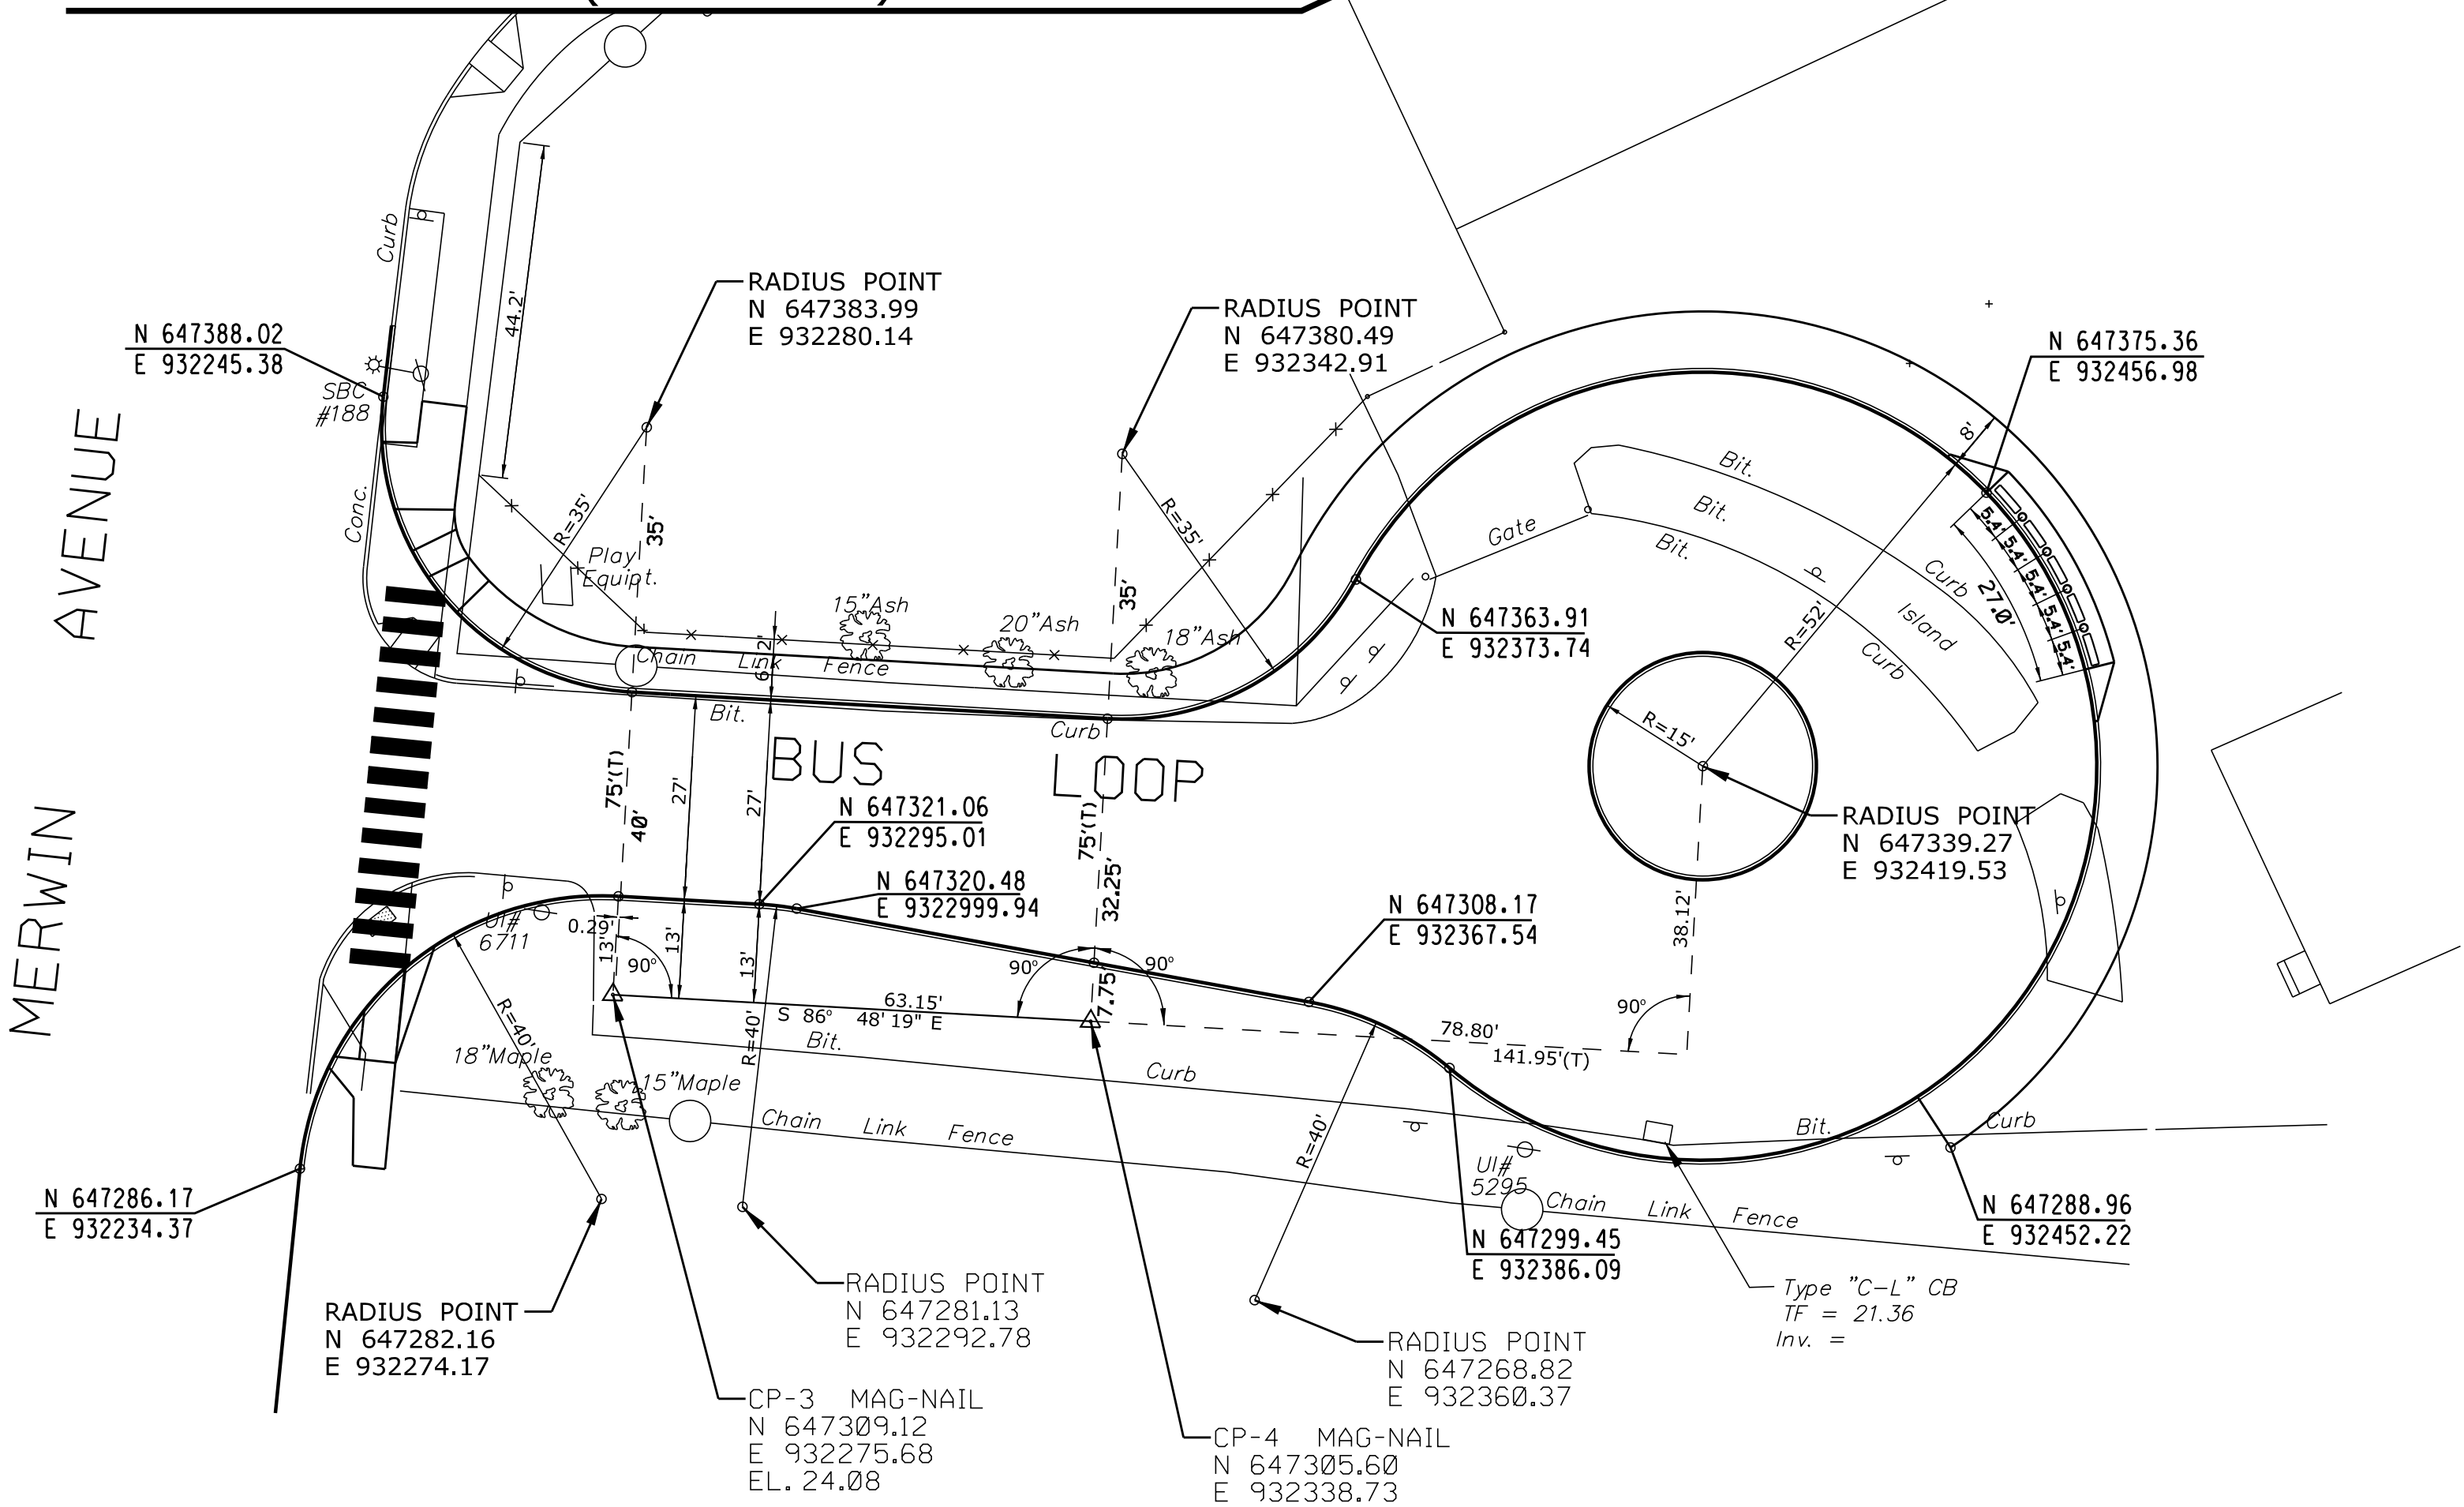 Curb
44.2'
RADIUS POINT
N 647383.99
E 932280.14
RADIUS POINT
N 647380.49
E 932342.91
N 647388.02
E 932245.38
N 647375.36
E 932456.98
SBC
#188
AVENUE
Conc.
R=35'
35'
Play
Equipt.
R=35'
35'
8'
Bit.
Bit.
Bit.
Gate
Curb
Island
Curb
5.4'
5.4'
5.4'
5.4'
5.4'
27.0'
R=52'
15"Ash
20"Ash
18"Ash
N 647363.91
E 932373.74
Chain Link Fence
Bit.
Curb
R=15'
BUS LOOP
75'(T)
40'
27'
27'
75'(T)
32.25'
MERWIN
N 647321.06
E 932295.01
N 647320.48
E 9322999.94
RADIUS POINT
N 647339.27
E 932419.53
N 647308.17
E 932367.54
38.12'
UI#
6711
0.29'
13'
90°
13'
13'
90°
90°
7.75'
63.15'
S 86° 48' 19" E
90°
78.80'
141.95'(T)
R=40'
R=40'
Bit.
Curb
18"Maple
15"Maple
Chain Link Fence
R=40'
Bit.
Curb
UI#
5295
Chain Link Fence
N 647286.17
E 932234.37
N 647288.96
E 932452.22
N 647299.45
E 932386.09
Type "C-L" CB
TF = 21.36
Inv. =
RADIUS POINT
N 647282.16
E 932274.17
RADIUS POINT
N 647281.13
E 932292.78
RADIUS POINT
N 647268.82
E 932360.37
CP-3 MAG-NAIL
N 647309.12
E 932275.68
EL. 24.08
CP-4 MAG-NAIL
N 647305.60
E 932338.73